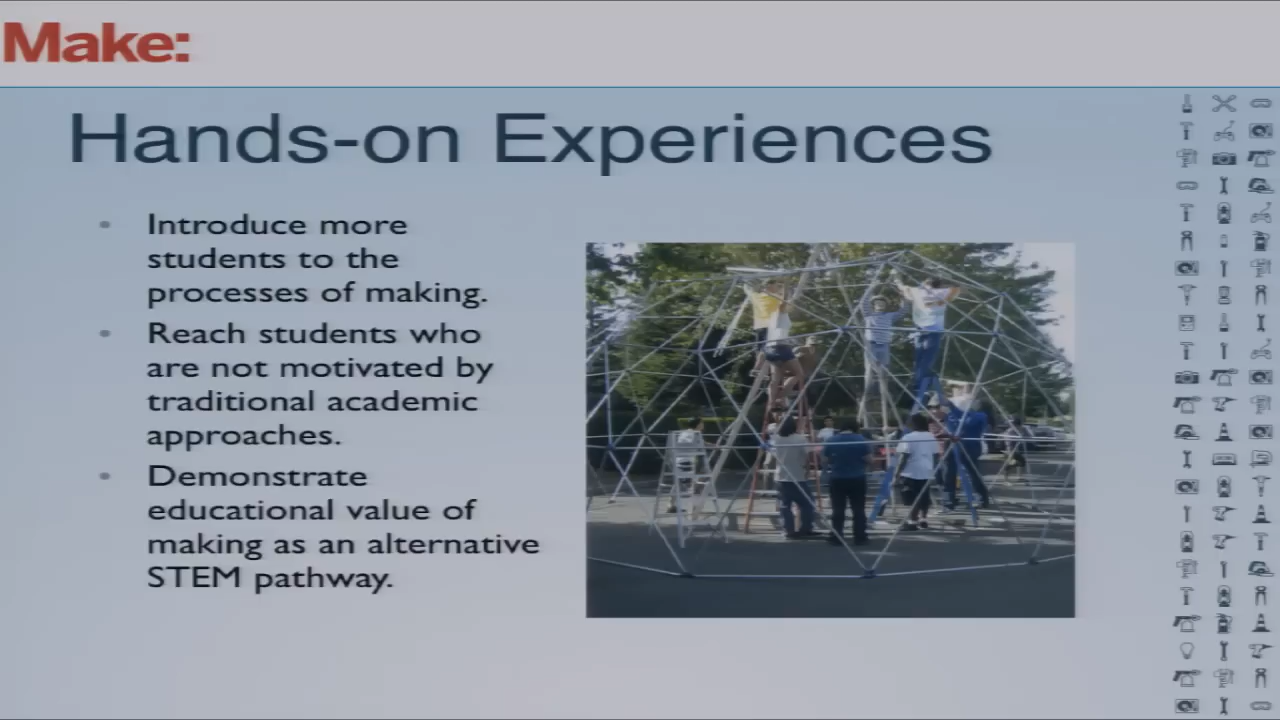 Make:
Hands-on Experiences
• Introduce more
students to the
processes of making.
• Reach students who
are not motivated by
traditional academic
approaches.
• Demonstrate
educational value of
making as an alternative
STEM pathway.